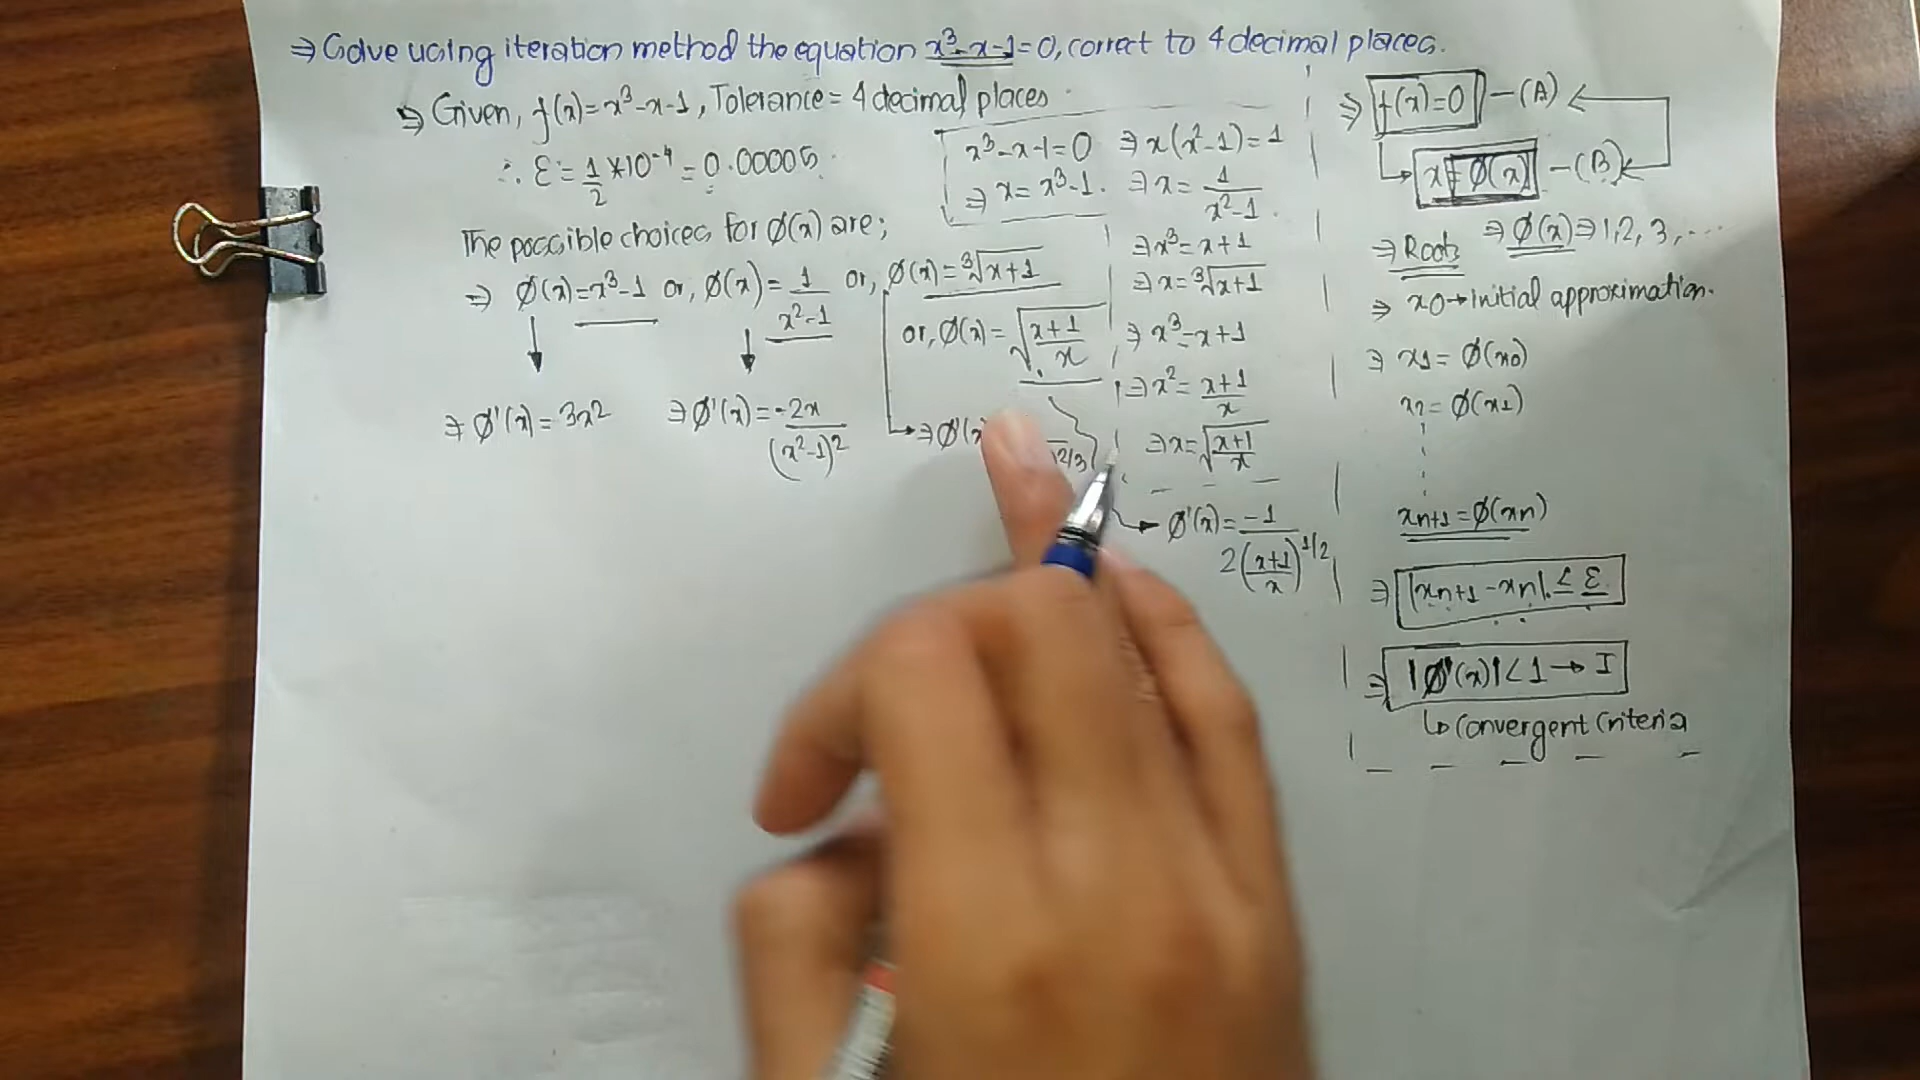 ⇒ Solve using iteration method the equation x³-x-1=0, correct to 4 decimal places.
⇒ Given, f(x)=x³-x-1, Tolerance = 4 decimal places
∴ Ɛ = 1/2 *10⁻⁴ = 0.00005
The possible choices for Ø(x) are;
⇒ Ø(x)=x³-1 or, Ø(x)= 1/(x²-1) or, Ø(x)=∛(x+1)
or, Ø(x)=√((x+1)/x)
⇒ Ø'(x) = 3x²
⇒ Ø'(x) = -2x/(x²-1)²
⇒ Ø'(x
)2/3
x³-x-1=0
⇒ x = x³-1.
⇒ x(x²-1)=1
⇒ x = 1/(x²-1).
⇒ x³ = x+1
⇒ x = ∛(x+1)
⇒ x³ = x+1
⇒ x² = (x+1)/x
⇒ x = √((x+1)/x)
Ø'(x) = -1/(2((x+1)/x)^1/2)
⇒ f(x)=0 -(A)
x = Ø(x) -(B)
⇒ Roots ⇒ Ø(x) ⇒ 1,2,3,...
⇒ x0→Initial approximation.
⇒ x1 = Ø(x0)
x2 = Ø(x1)
xn+1 = Ø(xn)
⇒ |xn+1 - xn| ≤ Ɛ
⇒ |Ø'(x)| < 1 → I
↳ Convergent Criteria